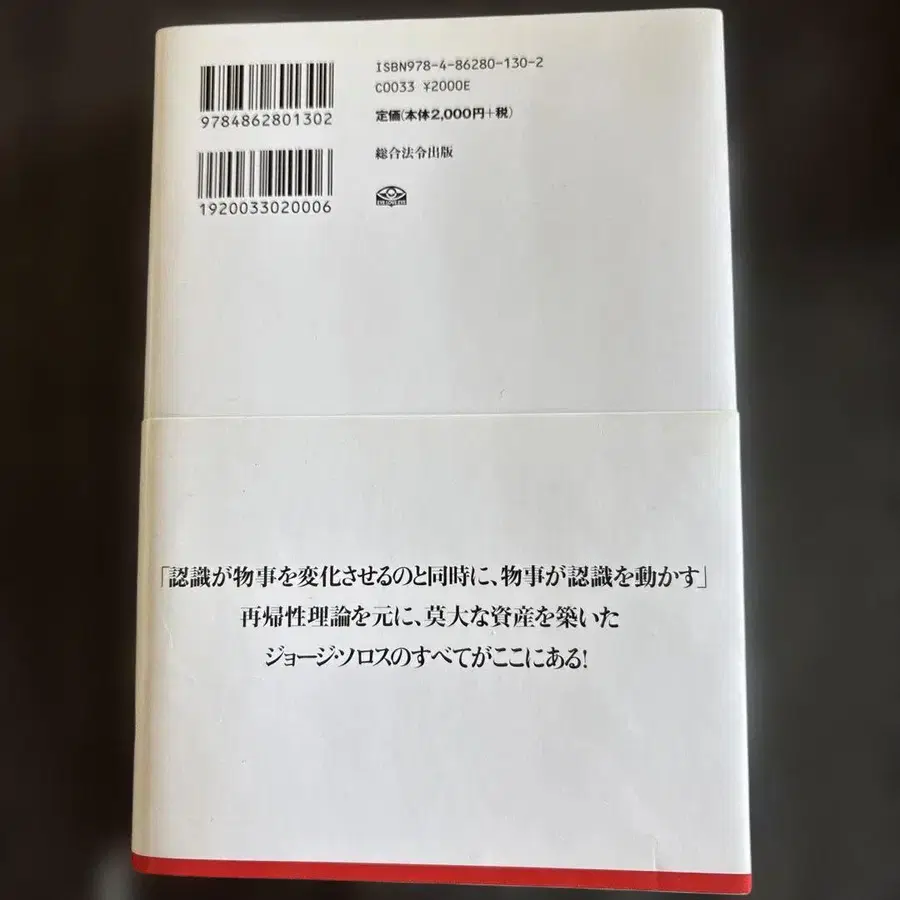 ISBN978-4-86280-130-2
C0033 ¥2000E
定価(本体2,000円+税)
総合法令出版
9784862801302
1920033020006
「認識が物事を変化させるのと同時に、物事が認識を動かす」
再帰性理論を元に、莫大な資産を築いた
ジョージ・ソロスのすべてがここにある!